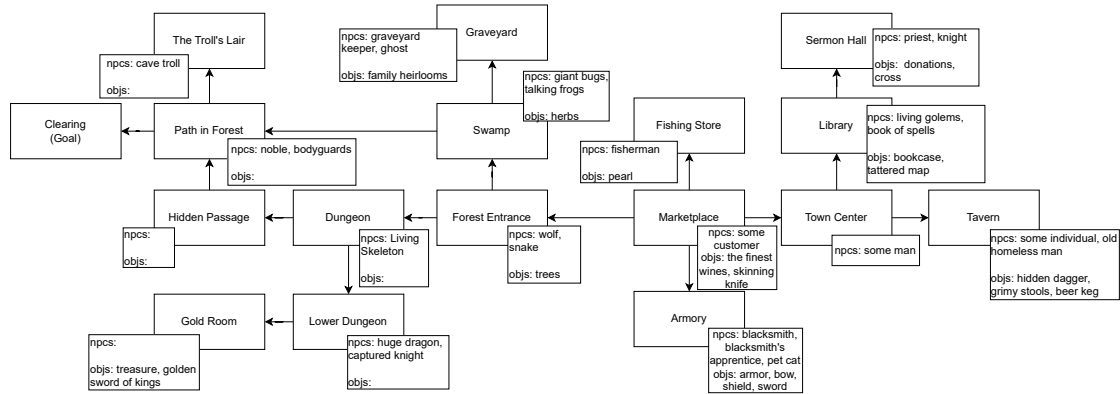 The Troll's Lair
npcs: cave troll
objs:
Graveyard
npcs: graveyard
keeper, ghost
objs: family heirlooms
Sermon Hall
npcs: priest, knight
objs: donations,
cross
Clearing
(Goal)
Path in Forest
npcs: noble, bodyguards
objs:
Swamp
npcs: giant bugs,
talking frogs
objs: herbs
Fishing Store
npcs: fisherman
objs: pearl
Library
npcs: living golems,
book of spells
objs: bookcase,
tattered map
Hidden Passage
npcs:
objs:
Dungeon
npcs: Living
Skeleton
objs:
Forest Entrance
npcs: wolf,
snake
objs: trees
Marketplace
npcs: some
customer
objs: the finest
wines, skinning
knife
Town Center
npcs: some man
Tavern
npcs: some individual, old
homeless man
objs: hidden dagger,
grimy stools, beer keg
Gold Room
npcs:
objs: treasure, golden
sword of kings
Lower Dungeon
npcs: huge dragon,
captured knight
objs:
Armory
npcs: blacksmith,
blacksmith's
apprentice, pet cat
objs: armor, bow,
shield, sword